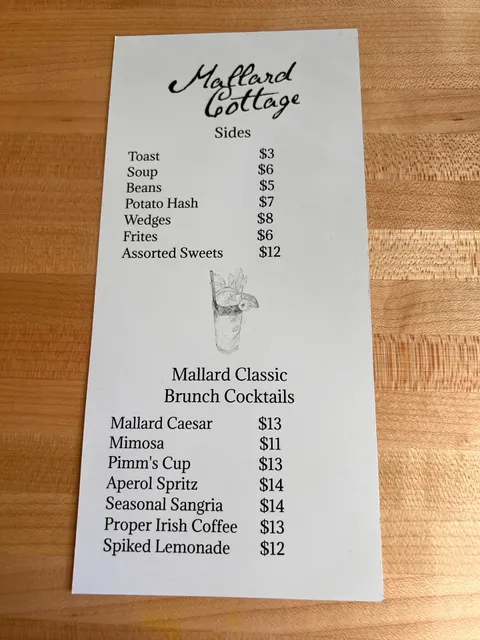 Mallard
Cottage
Sides
Toast $3
Soup $6
Beans $5
Potato Hash $7
Wedges $8
Frites $6
Assorted Sweets $12
Mallard Classic
Brunch Cocktails
Mallard Caesar $13
Mimosa $11
Pimm's Cup $13
Aperol Spritz $14
Seasonal Sangria $14
Proper Irish Coffee $13
Spiked Lemonade $12